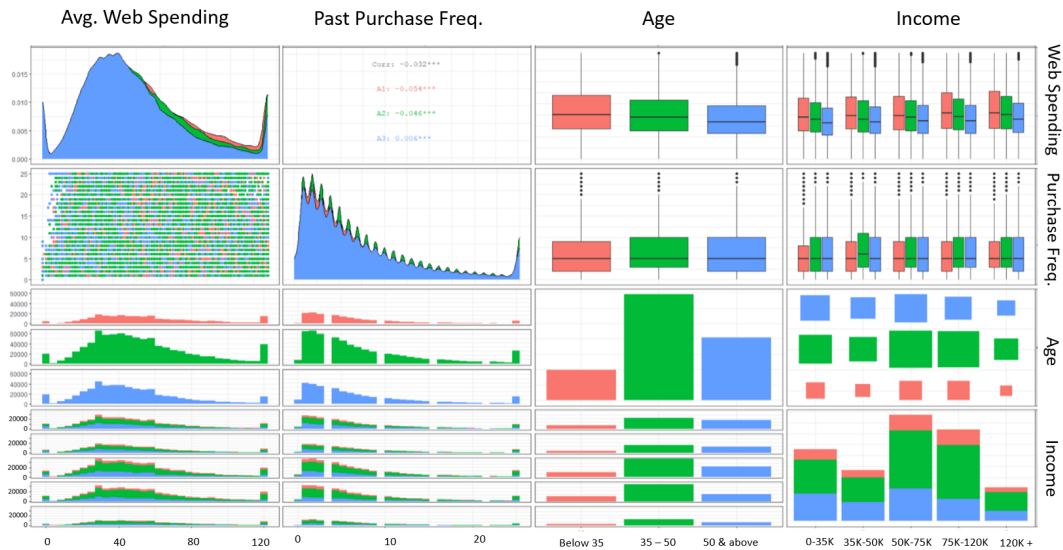 Avg. Web Spending
Past Purchase Freq.
Age
Income
Web Spending
0.015
0.010
0.005
0.000
Corr: -0.032***
A1: -0.054***
A2: -0.046***
A3: 0.006***
Purchase Freq.
25
20
15
10
5
0
Age
60000
40000
20000
0
60000
40000
20000
0
60000
40000
20000
0
Income
20000
0
20000
0
20000
0
20000
0
20000
0
0
40
80
120
0
10
20
Below 35
35 – 50
50 & above
0-35K
35K-50K
50K-75K
75K-120K
120K +